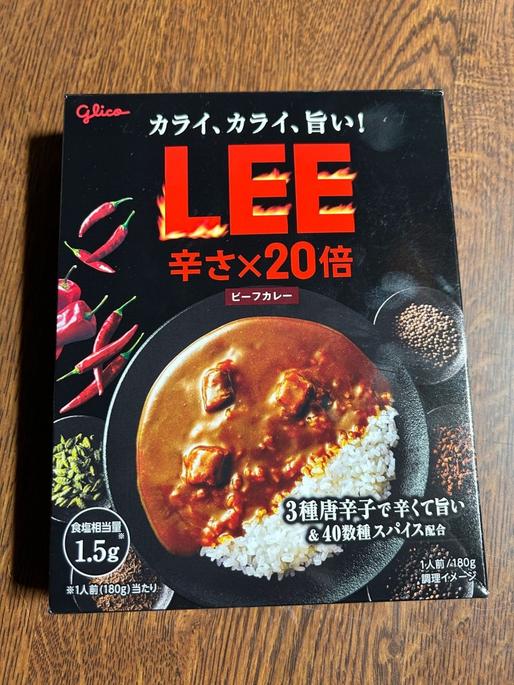 glico
カライ、カライ、旨い!
LEE
辛さ×20倍
ビーフカレー
3種唐辛子で辛くて旨い
&40数種スパイス配合
食塩相当量※
1.5g
※1人前(180g)当たり
1人前/180g
調理イメージ